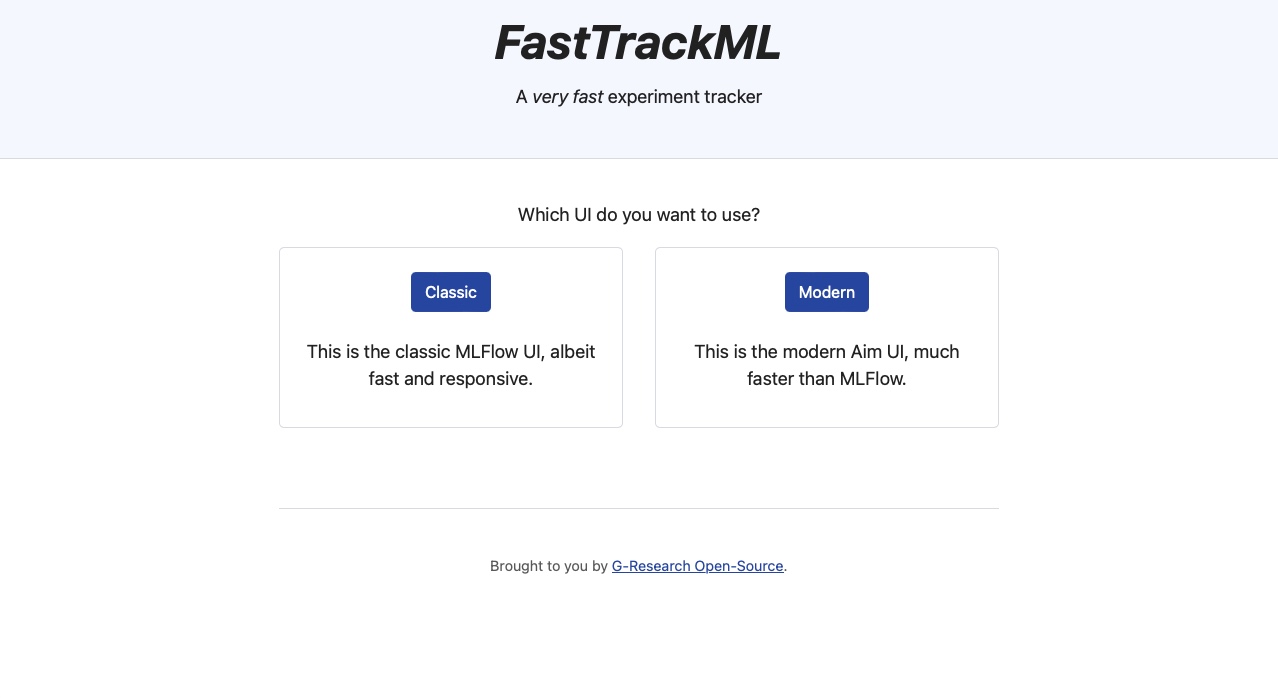 FastTrackML
A very fast experiment tracker
Which UI do you want to use?
Classic
This is the classic MLFlow UI, albeit
fast and responsive.
Modern
This is the modern Aim UI, much
faster than MLFlow.
Brought to you by G-Research Open-Source.